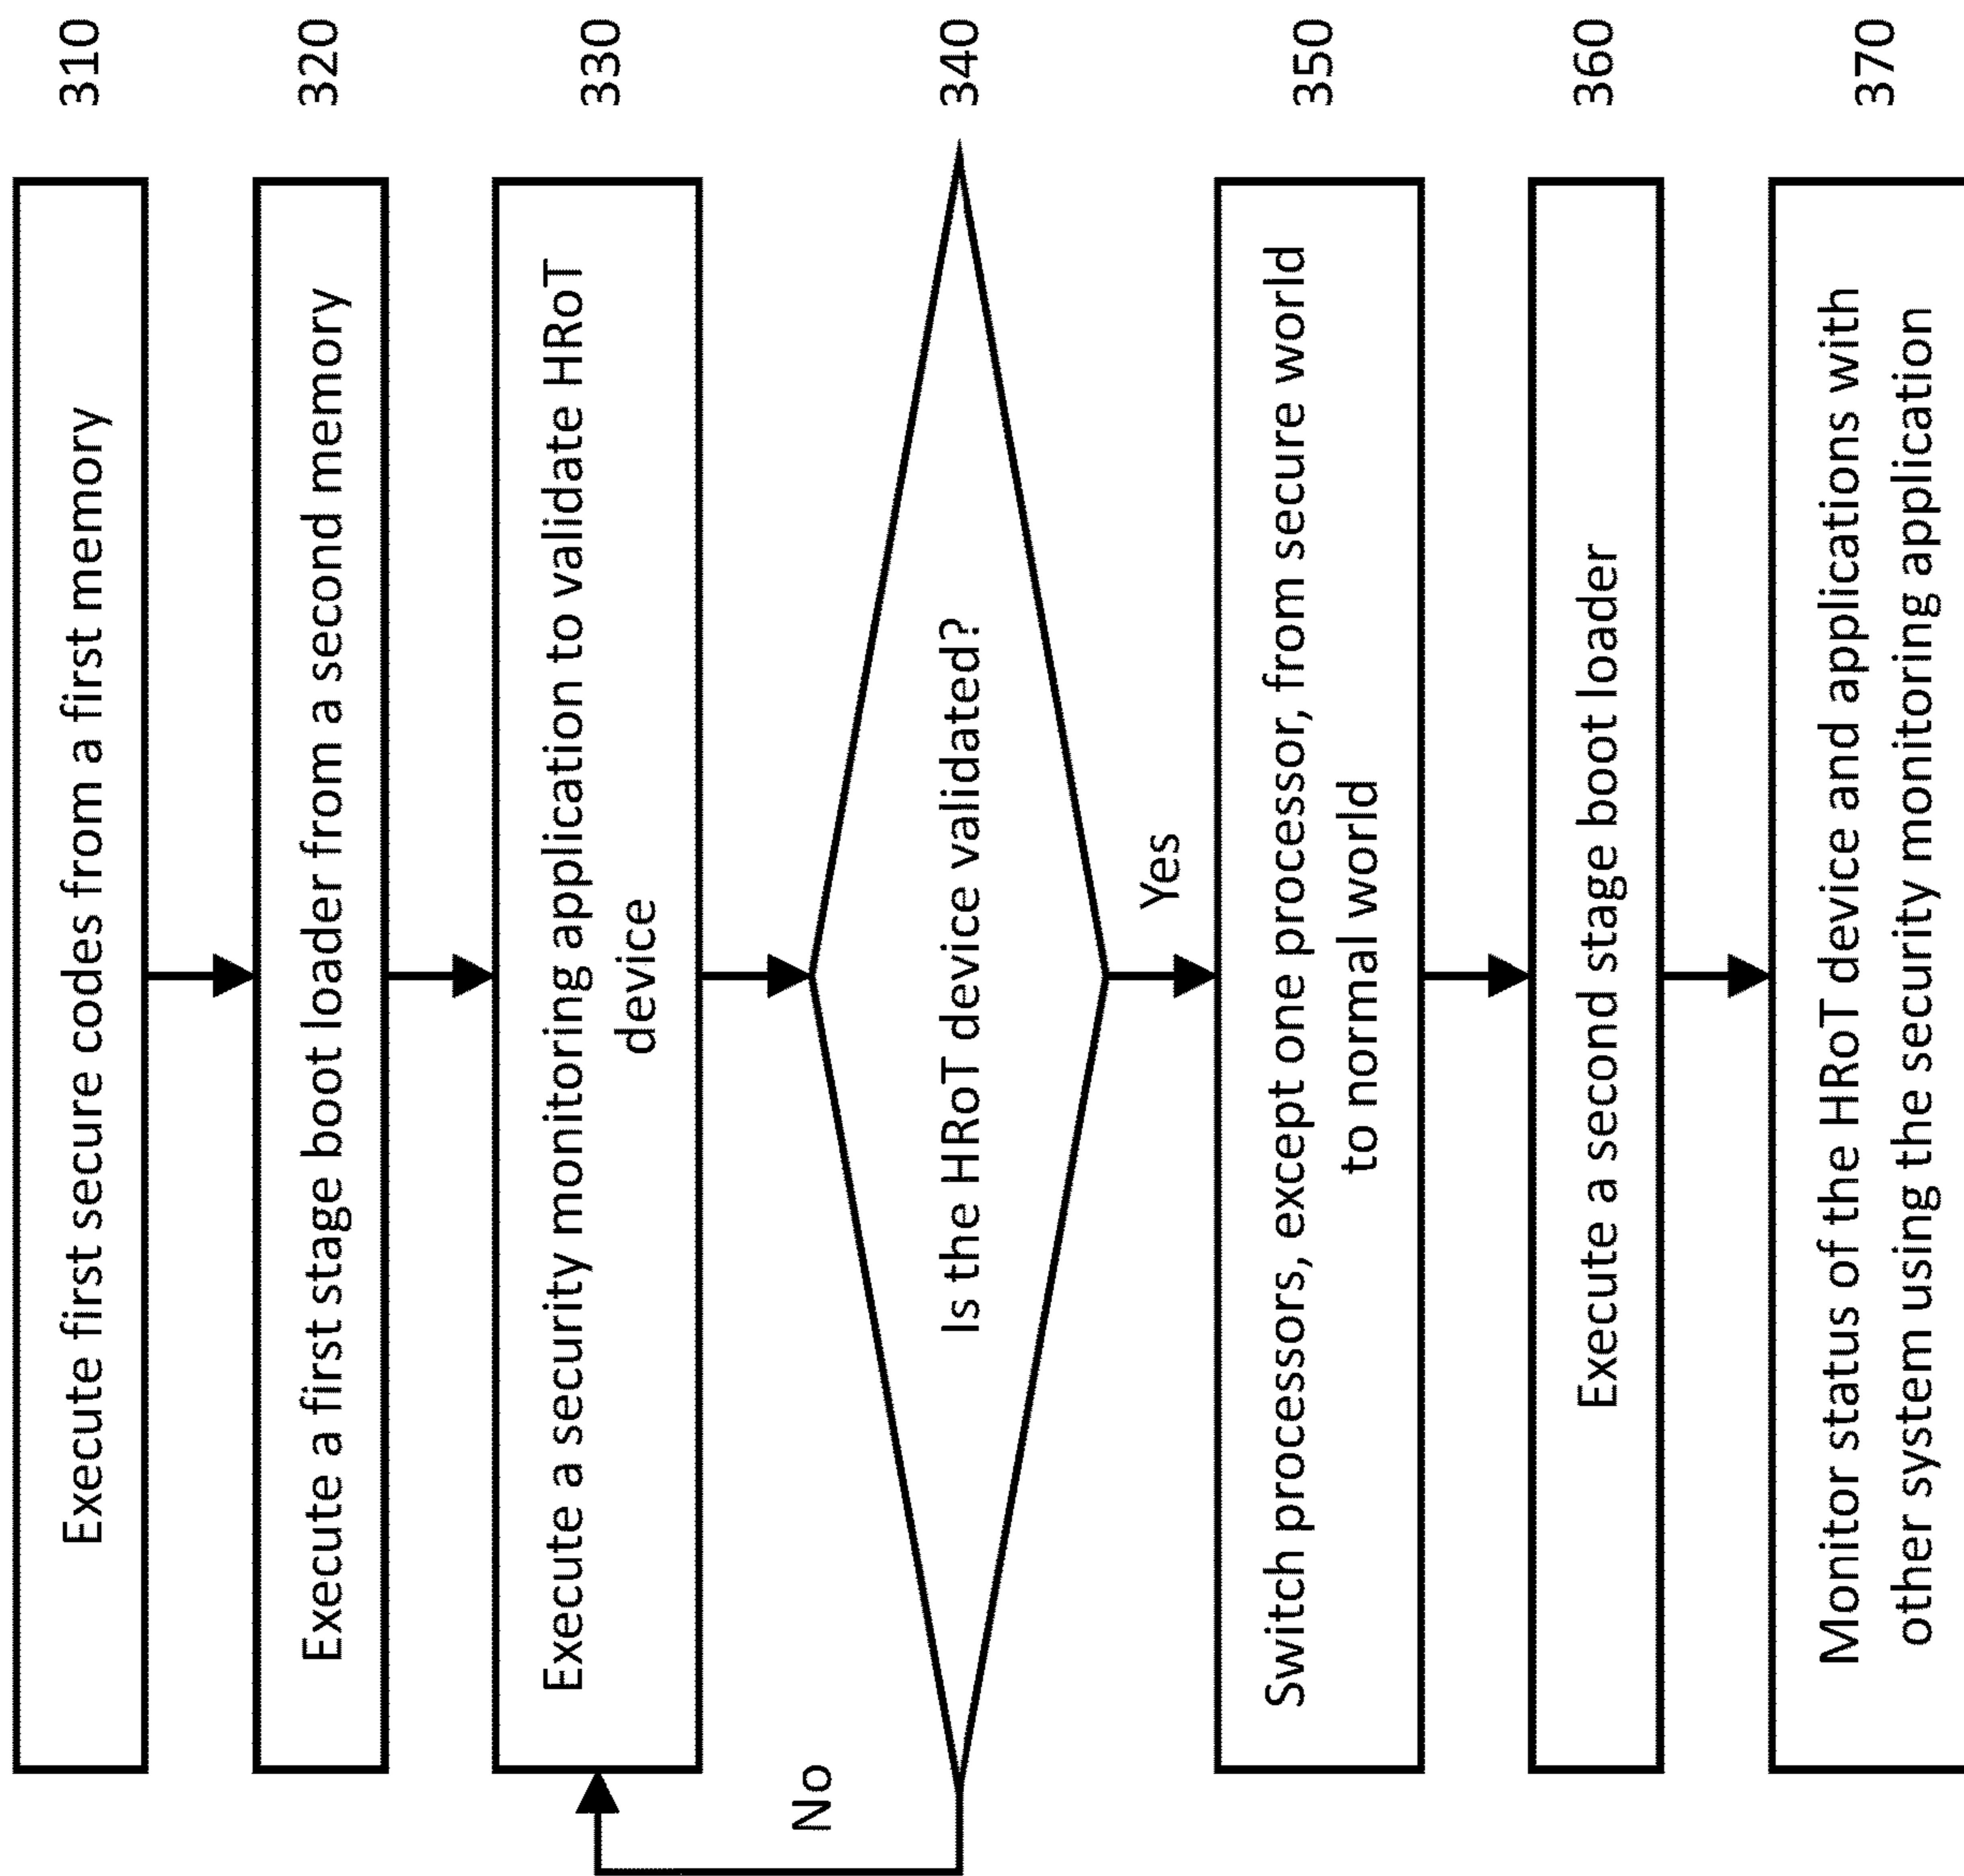 Execute first secure codes from a first memory
310
Execute a first stage boot loader from a second memory
320
Execute a security monitoring application to validate HRoT
device
330
Is the HRoT device validated?
340
No
Yes
Switch processors, except one processor, from secure world
to normal world
350
Execute a second stage boot loader
360
Monitor status of the HRoT device and applications with
other system using the security monitoring application
370